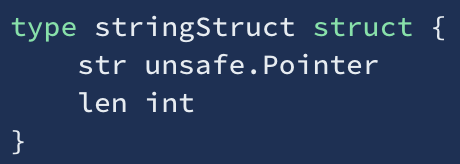 type stringStruct struct {
    str unsafe.Pointer
    len int
}